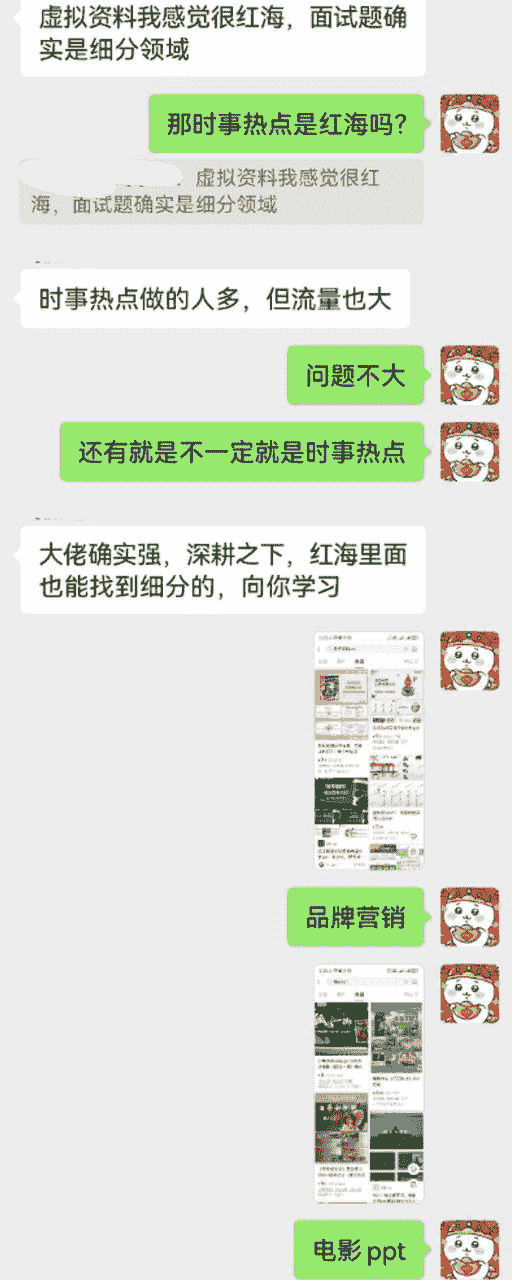 虚拟资料我感觉很红海，面试题确
实是细分领域
那时事热点是红海吗?
：虚拟资料我感觉很红
海，面试题确实是细分领域
时事热点做的人多，但流量也大
问题不大
还有就是不一定就是时事热点
大佬确实强，深耕之下，红海里面
也能找到细分的，向你学习
品牌营销
电影ppt